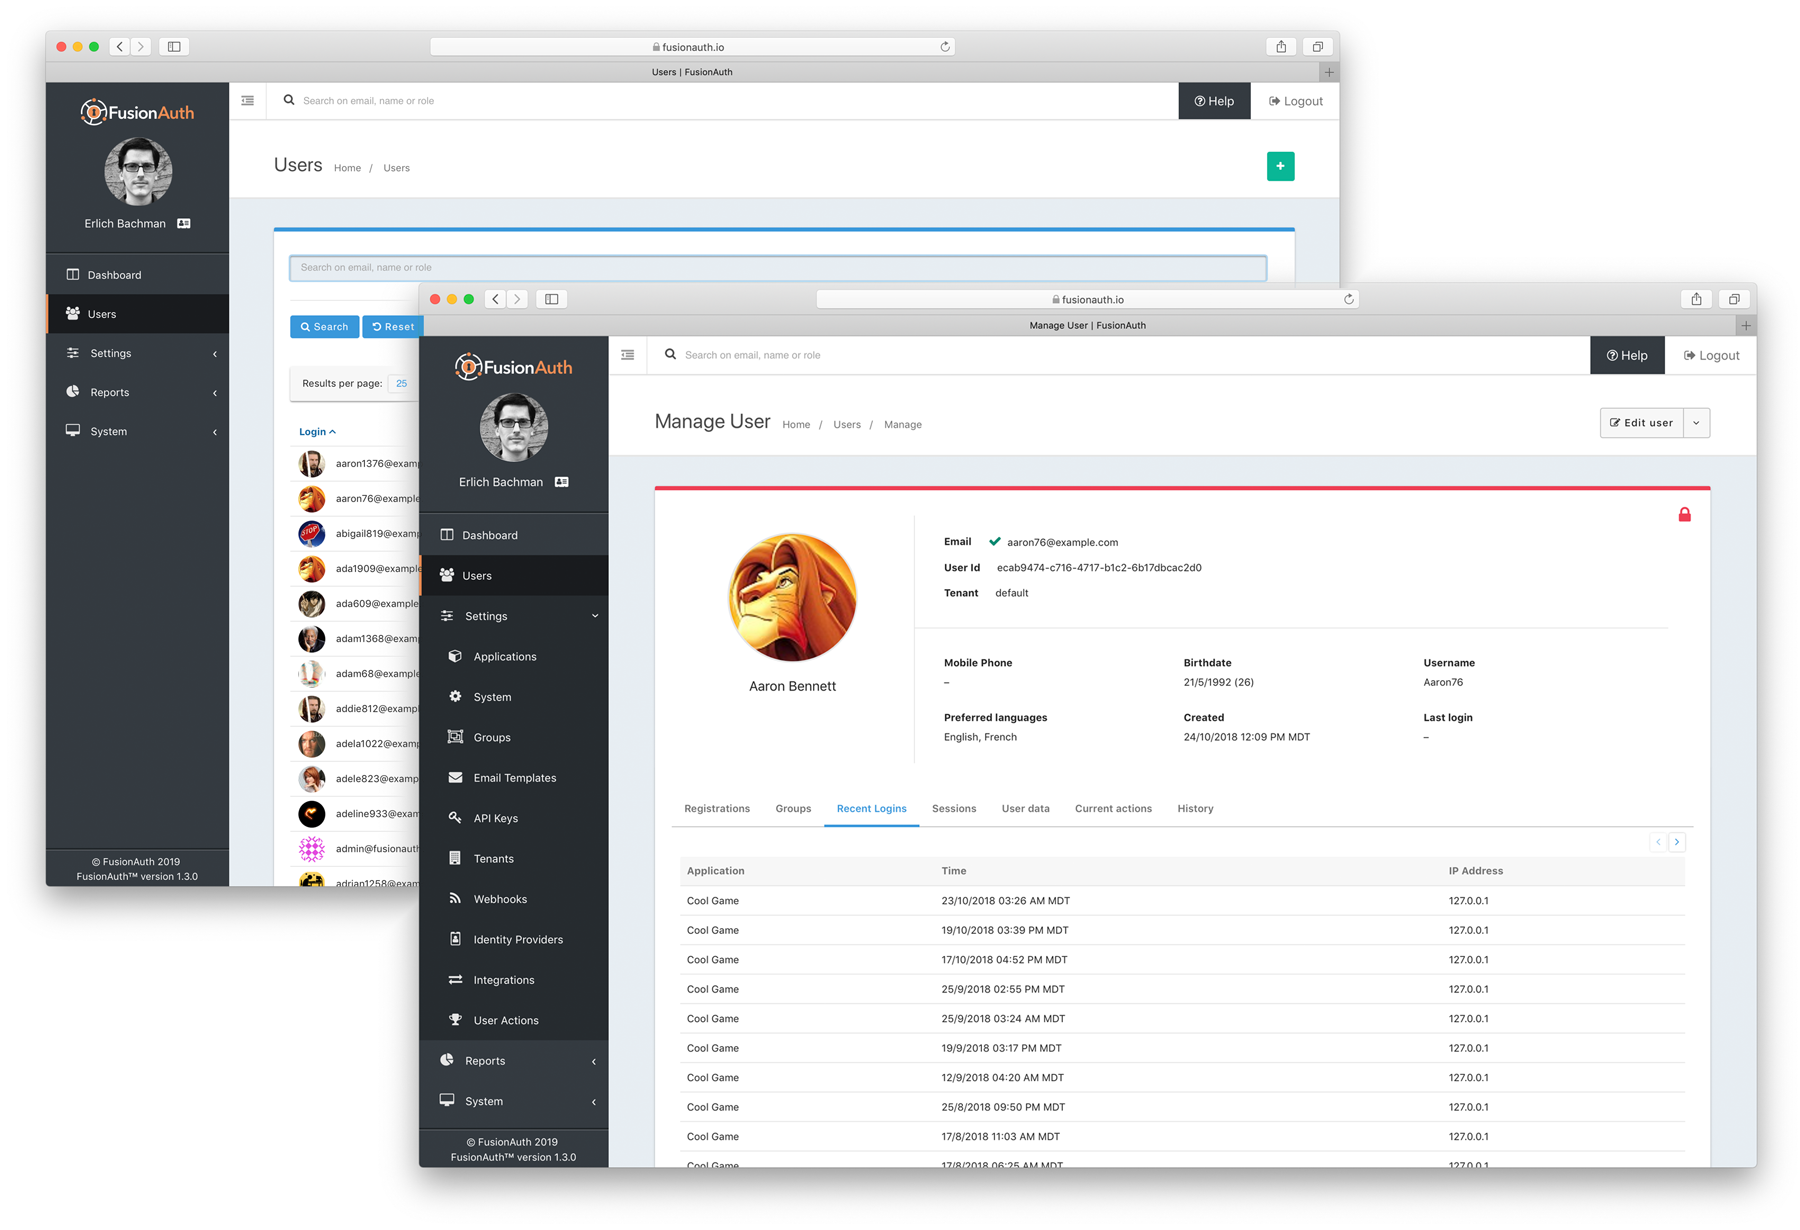 fusionauth.io
Users | FusionAuth
FusionAuth
Search on email, name or role
Help
Logout
Users Home / Users
Erlich Bachman
Dashboard
Users
Settings
Reports
System
© FusionAuth 2019
FusionAuth™ version 1.3.0
Search on email, name or role
Search
Reset
Results per page: 25
Login
aaron1376@exam
aaron76@example
abigail819@exam
ada1909@example
ada609@example
adam1368@exam
adam68@example
addie812@exam
adela1022@exam
adele823@examp
adeline933@exam
admin@fusionauth
adrian1258@exam
STOP
fusionauth.io
Manage User | FusionAuth
FusionAuth
Search on email, name or role
Help
Logout
Manage User Home / Users / Manage
Edit user
Erlich Bachman
Dashboard
Users
Settings
Applications
System
Groups
Email Templates
API Keys
Tenants
Webhooks
Identity Providers
Integrations
User Actions
Reports
System
© FusionAuth 2019
FusionAuth™ version 1.3.0
Aaron Bennett
Email aaron76@example.com
User Id ecab9474-c716-4717-b1c2-6b17dbcac2d0
Tenant default
Mobile Phone Birthdate Username
– 21/5/1992 (26) Aaron76
Preferred languages Created Last login
English, French 24/10/2018 12:09 PM MDT –
Registrations Groups Recent Logins Sessions User data Current actions History
Application Time IP Address
Cool Game 23/10/2018 03:26 AM MDT 127.0.0.1
Cool Game 19/10/2018 03:39 PM MDT 127.0.0.1
Cool Game 17/10/2018 04:52 PM MDT 127.0.0.1
Cool Game 25/9/2018 02:55 PM MDT 127.0.0.1
Cool Game 25/9/2018 03:24 AM MDT 127.0.0.1
Cool Game 19/9/2018 03:17 PM MDT 127.0.0.1
Cool Game 12/9/2018 04:20 AM MDT 127.0.0.1
Cool Game 25/8/2018 09:50 PM MDT 127.0.0.1
Cool Game 17/8/2018 11:03 AM MDT 127.0.0.1
Cool Game 17/8/2018 06:25 AM MDT 127.0.0.1